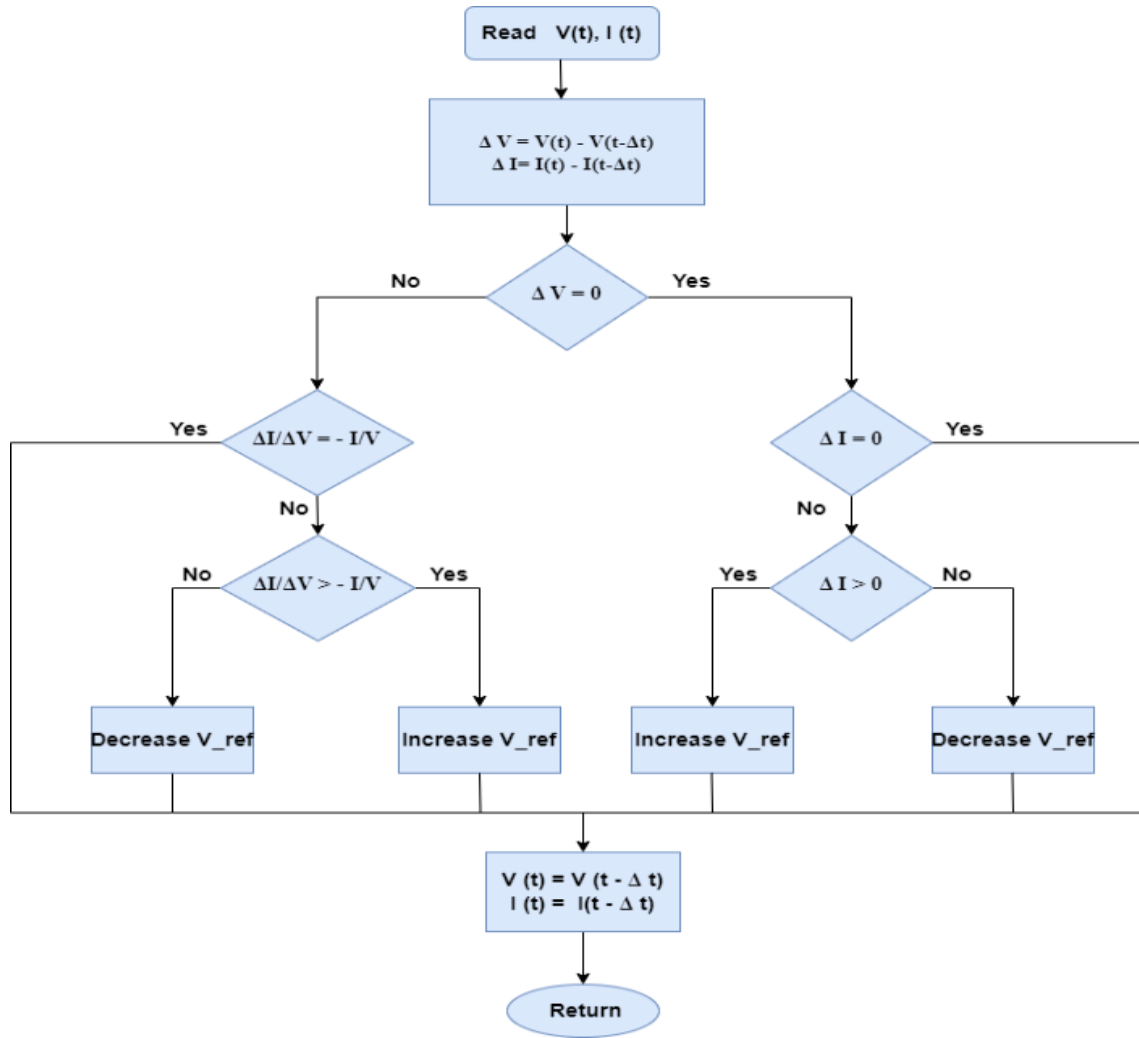 Read V(t), I (t)
Δ V = V(t) - V(t-Δt)
Δ I= I(t) - I(t-Δt)
No
Δ V = 0
Yes
Yes
ΔI/ΔV = - I/V
Δ I = 0
Yes
No
No
No
ΔI/ΔV > - I/V
Yes
Yes
Δ I > 0
No
Decrease V_ref
Increase V_ref
Increase V_ref
Decrease V_ref
V (t) = V (t - Δ t)
I (t) = I(t - Δ t)
Return